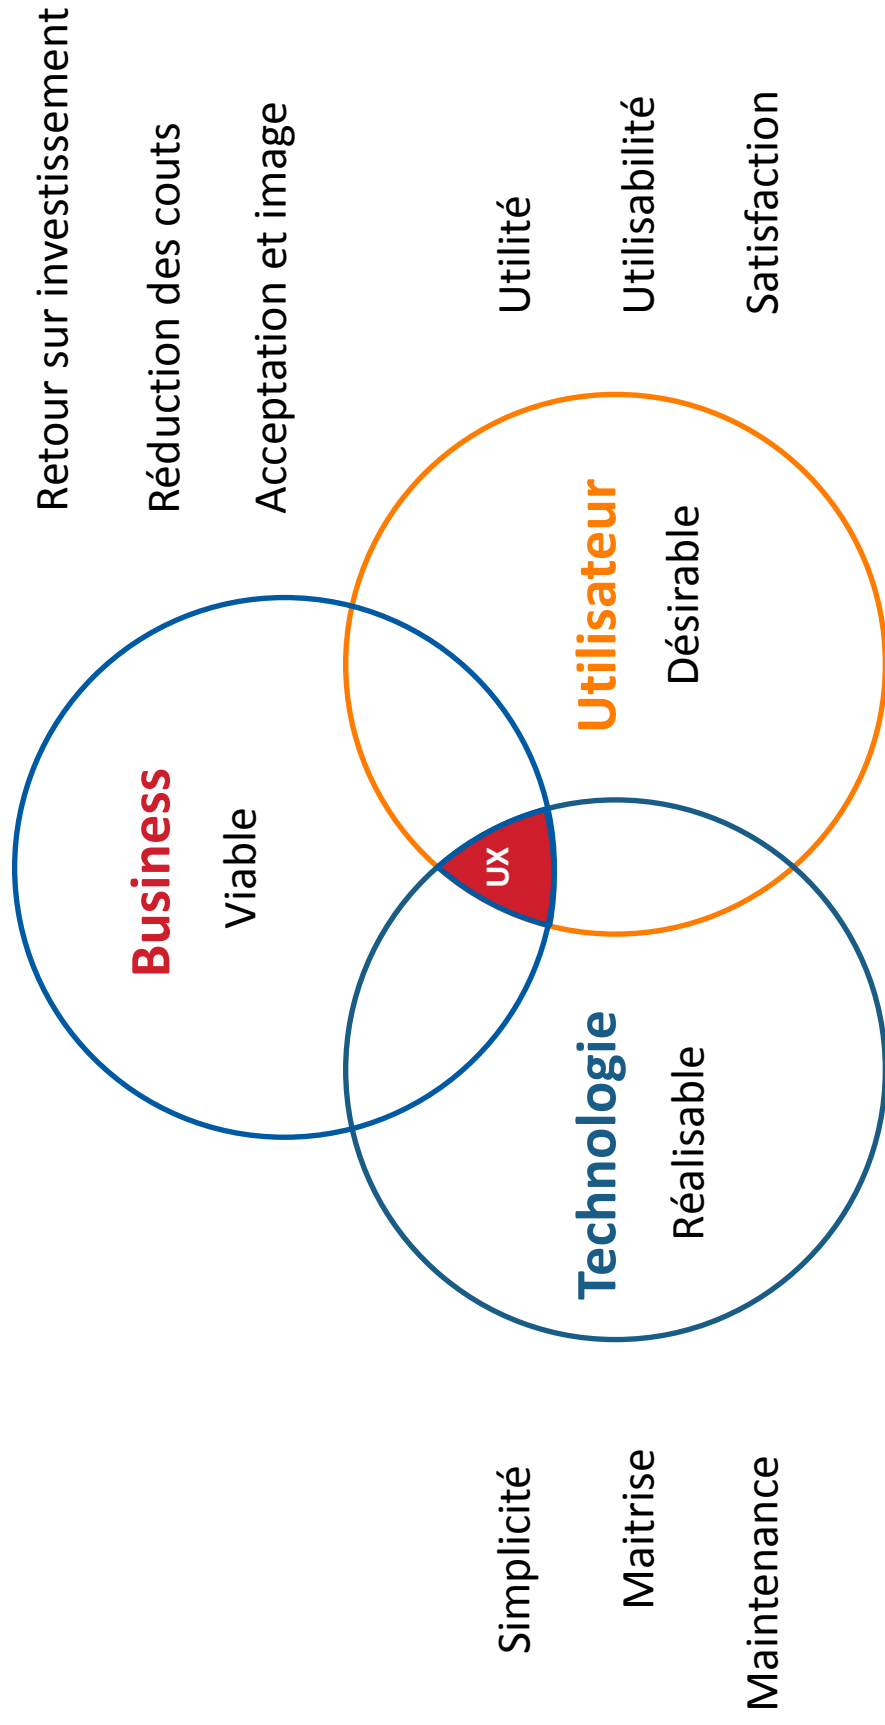 Retour sur investissement
Réduction des couts
Acceptation et image
Business
Viable
UX
Technologie
Réalisable
Utilisateur
Désirable
Simplicité
Maitrise
Maintenance
Utilité
Utilisabilité
Satisfaction